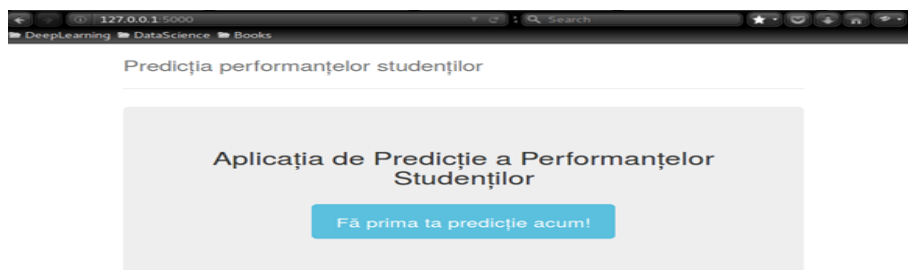 127.0.0.1:5000
Search
DeepLearning DataScience Books
Predicția performanțelor studenților
Aplicația de Predicție a Performanțelor
Studenților
Fă prima ta predicție acum!